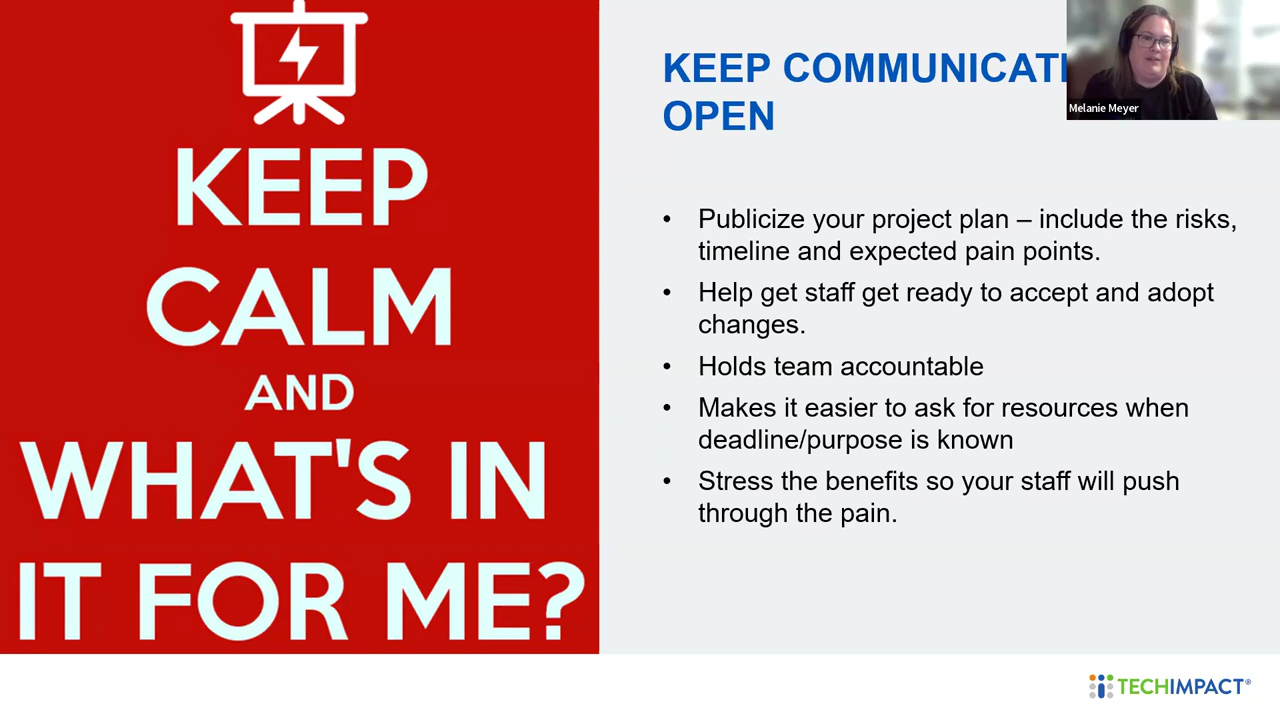 KEEP
CALM
AND
WHAT'S IN
IT FOR ME?
KEEP
OPEN
Melanie Meyer
• Publicize your project plan – include the risks,
timeline and expected pain points.
• Help get staff get ready to accept and adopt
changes.
• Holds team accountable
• Makes it easier to ask for resources when
deadline/purpose is known
• Stress the benefits so your staff will push
through the pain.
TECHIMPACT®